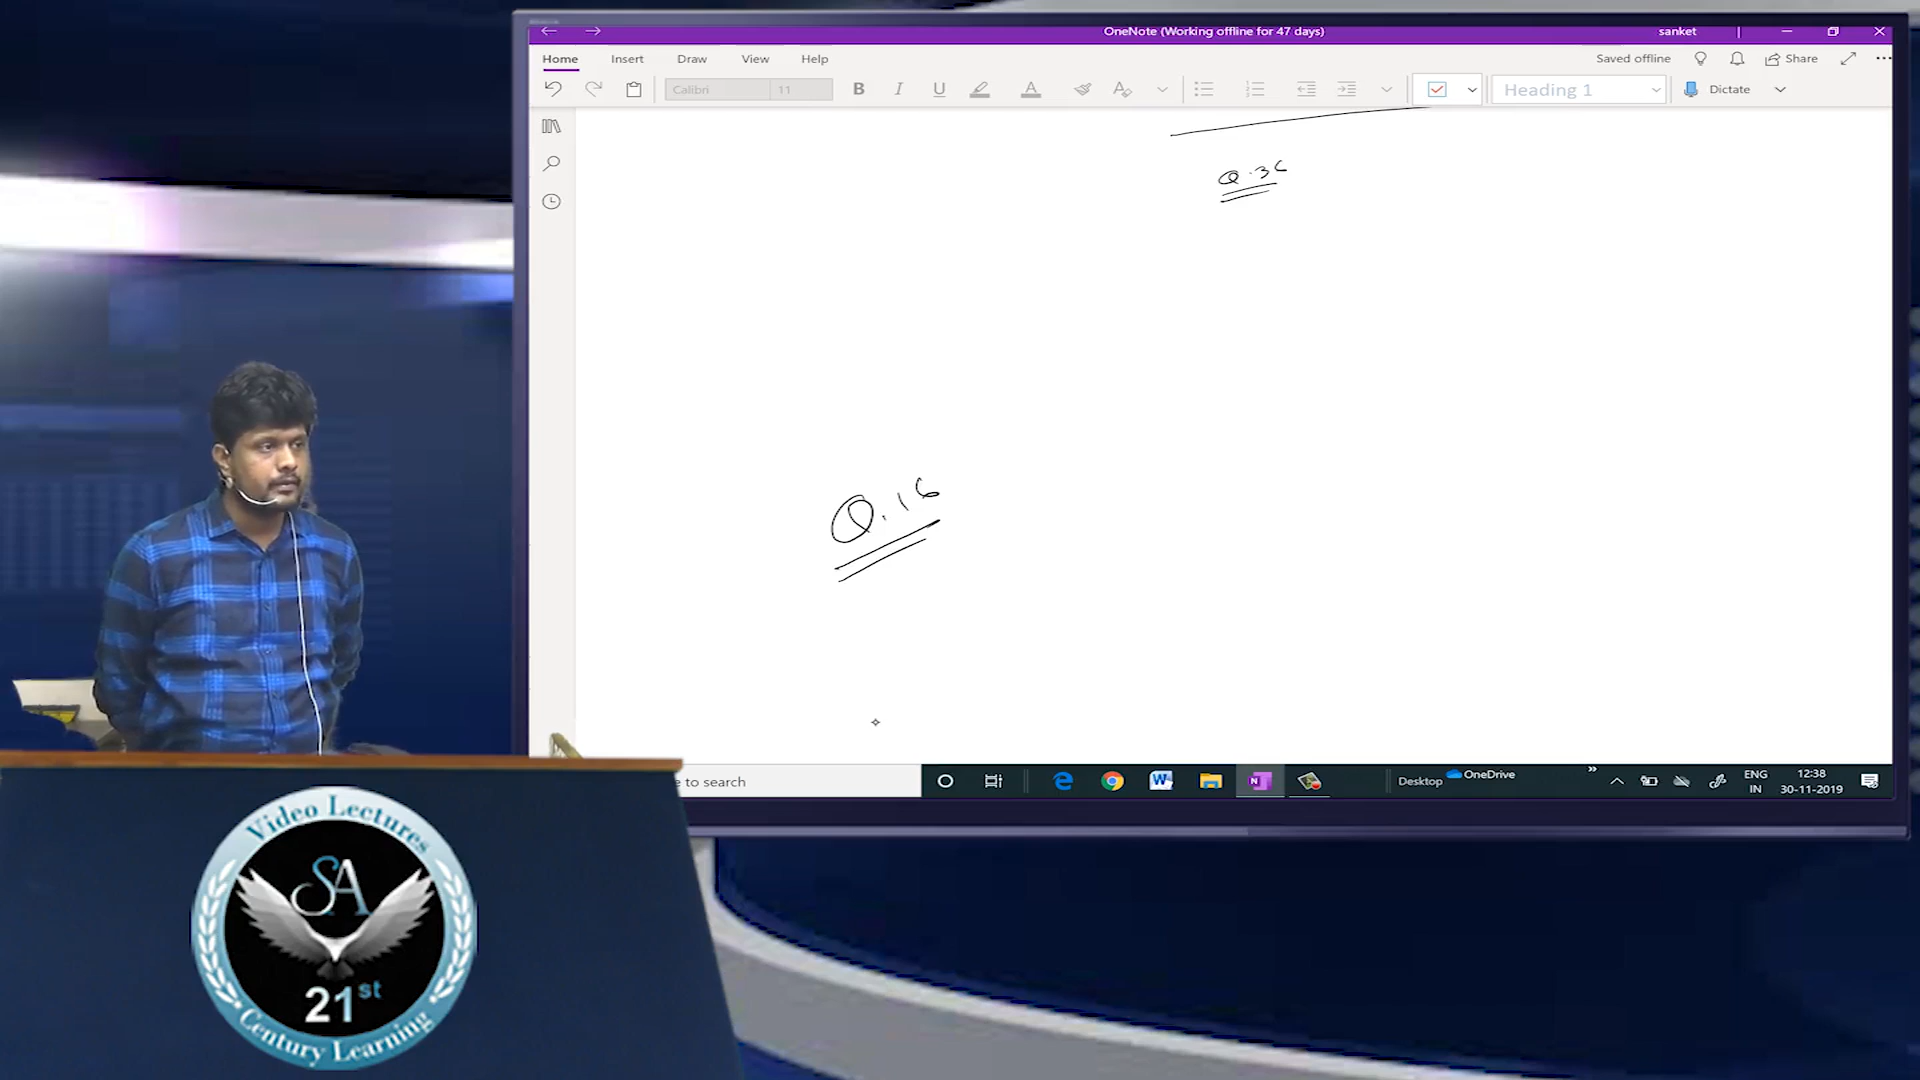 OneNote (Working offline for 47 days)
sanket
Home Insert Draw View Help
Saved offline
Share
Calibri 11 B I U
Heading 1
Dictate
Q.36
Q.16
e to search
Desktop
OneDrive
ENG
IN
12:38
30-11-2019
Video Lectures
SA
21st
Century Learning